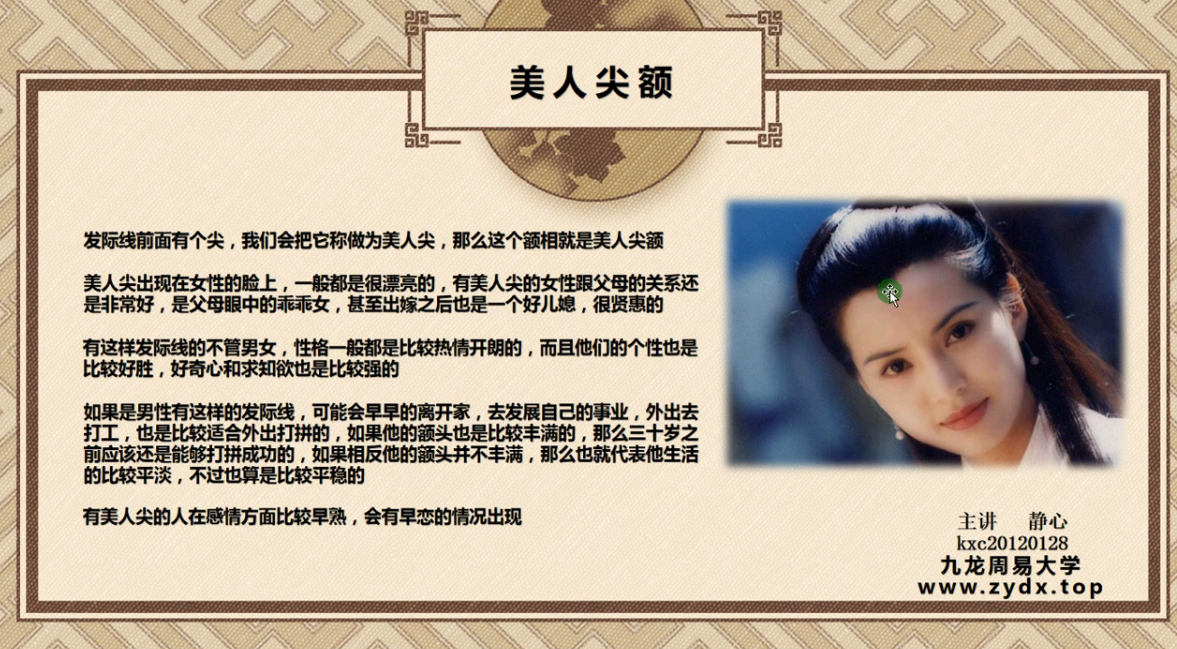 美人尖额
发际线前面有个尖，我们会把它称做为美人尖，那么这个额相就是美人尖额
美人尖出现在女性的脸上，一般都是很漂亮的，有美人尖的女性跟父母的关系还
是非常好，是父母眼中的乖乖女，甚至出嫁之后也是一个好儿媳，很贤惠的
有这样发际线的不管男女，性格一般都是比较热情开朗的，而且他们的个性也是
比较好胜，好奇心和求知欲也是比较强的
如果是男性有这样的发际线，可能会早早的离开家，去发展自己的事业，外出去
打工，也是比较适合外出打拼的，如果他的额头也是比较丰满的，那么三十岁之
前应该还是能够打拼成功的，如果相反他的额头并不丰满，那么也就代表他生活
的比较平淡，不过也算是比较平稳的
有美人尖的人在感情方面比较早熟，会有早恋的情况出现
主讲 静心
kxc20120128
九龙周易大学
www.zydx.top